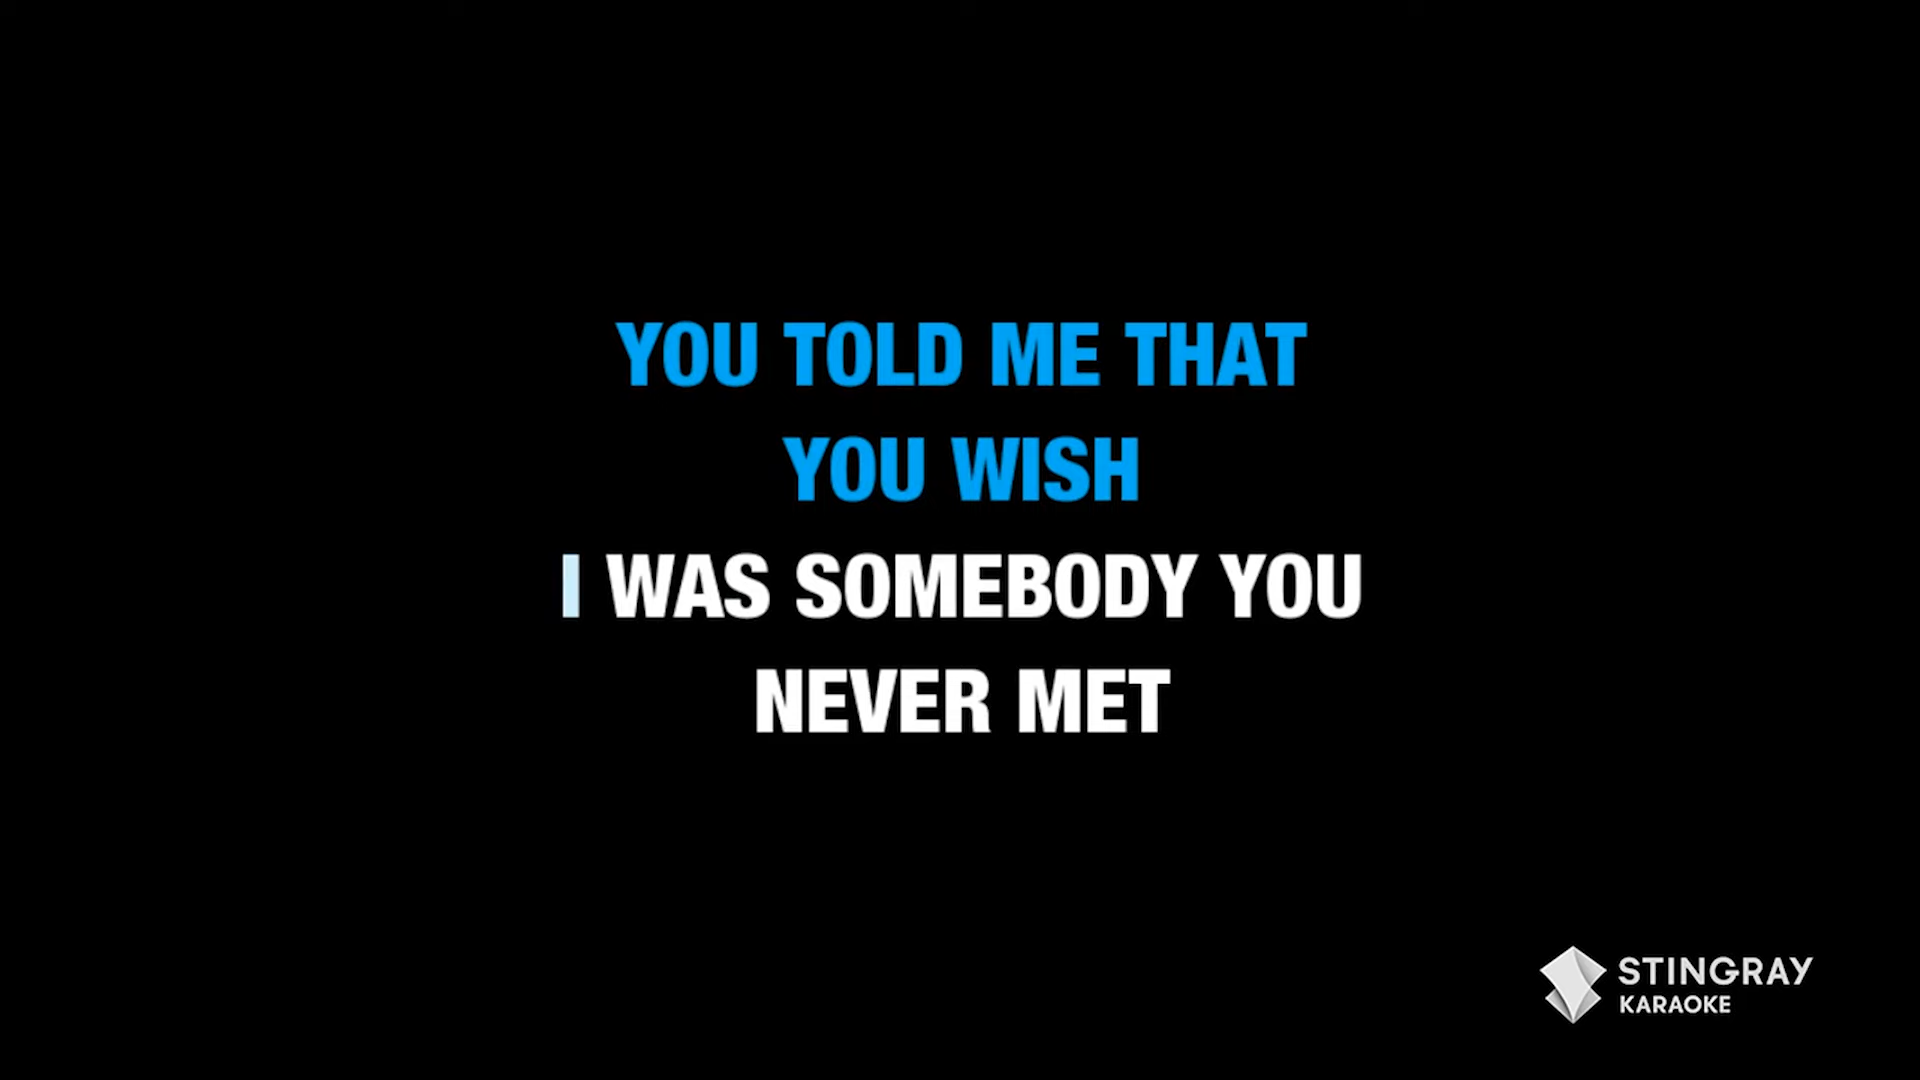 YOU TOLD ME THAT
YOU WISH
I WAS SOMEBODY YOU
NEVER MET
STINGRAY
KARAOKE